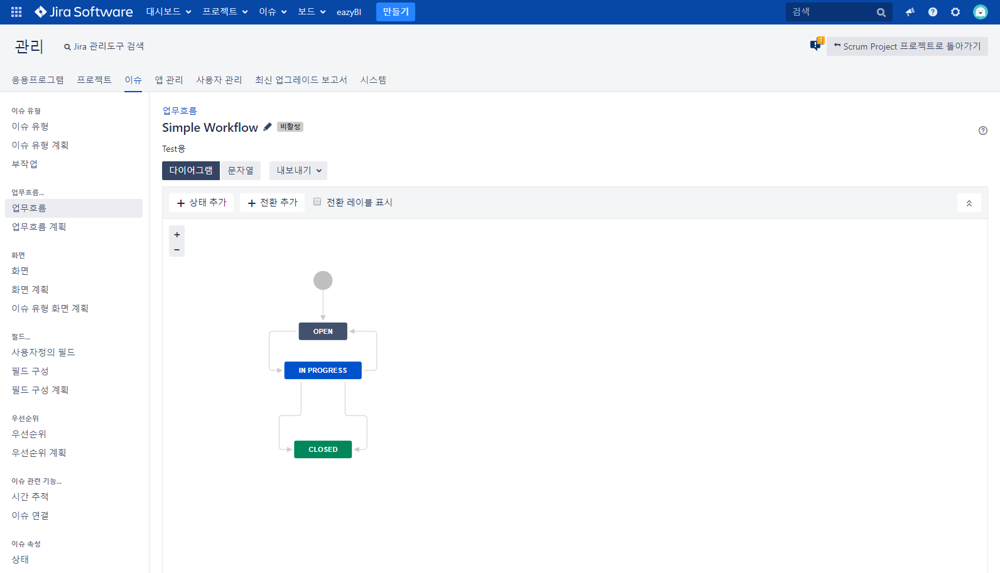 Jira Software 대시보드 프로젝트 이슈 보드 eazyBI 만들기 검색
관리 Jira 관리도구 검색 1 Scrum Project 프로젝트로 돌아가기
응용프로그램 프로젝트 이슈 앱 관리 사용자 관리 최신 업그레이드 보고서 시스템
이슈 유형
이슈 유형
이슈 유형 계획
부작업
업무흐름...
업무흐름
업무흐름 계획
화면
화면
화면 계획
이슈 유형 화면 계획
필드...
사용자정의 필드
필드 구성
필드 구성 계획
우선순위
우선순위
우선순위 계획
이슈 관련 기능...
시간 추적
이슈 연결
이슈 속성
상태
업무흐름
Simple Workflow 비활성
Test용
다이어그램 문자열 내보내기
+ 상태 추가 + 전환 추가 전환 레이블 표시
+
−
OPEN
IN PROGRESS
CLOSED